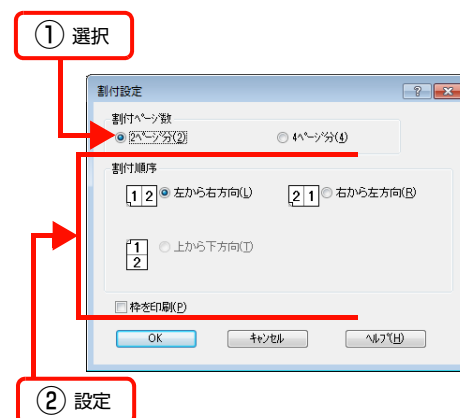 ① 選択
割付設定
割付ページ数
2ページ分(2) 4ページ分(4)
割付順序
1 2 左から右方向(L) 2 1 右から左方向(R)
1 上から下方向(T)
2
枠を印刷(P)
OK キャンセル ヘルプ(H)
② 設定